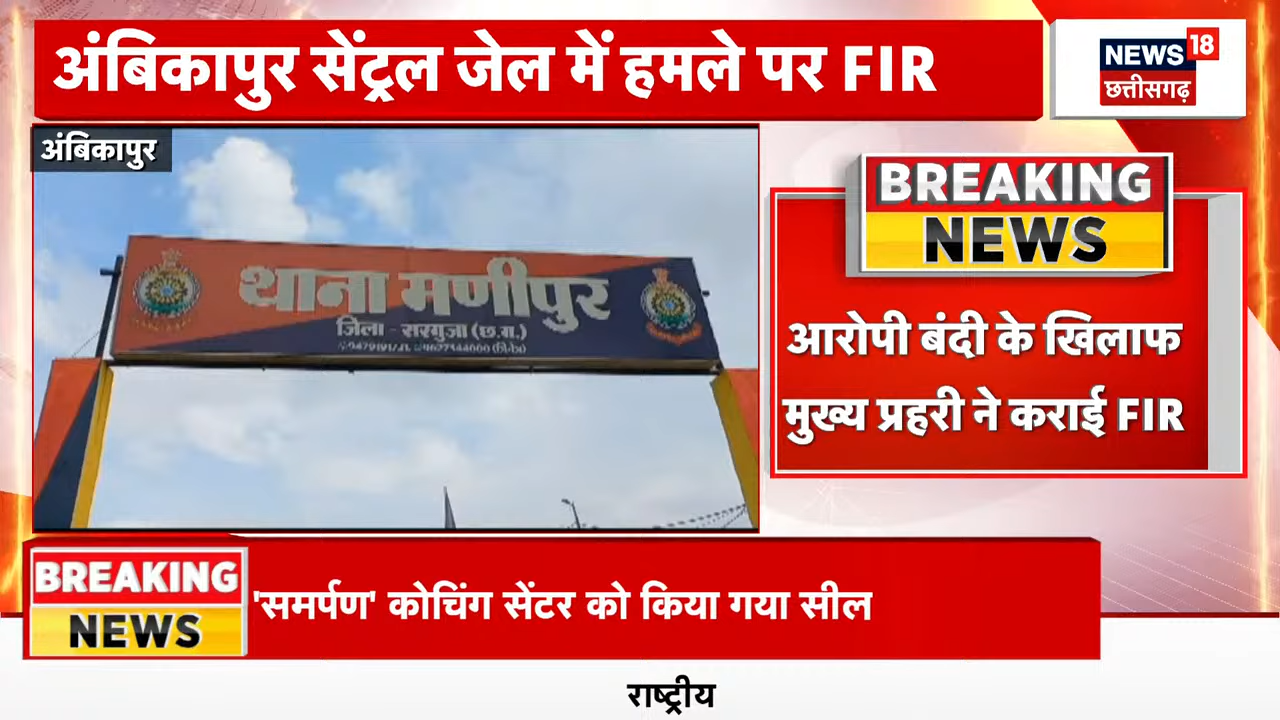 अंबिकापुर सेंट्रल जेल में हमले पर FIR
NEWS 18
छत्तीसगढ़
अंबिकापुर
थाना मणीपुर
जिला - सरगुजा (छ.ग.)
BREAKING
NEWS
आरोपी बंदी के खिलाफ
मुख्य प्रहरी ने कराई FIR
BREAKING
NEWS
'समर्पण' कोचिंग सेंटर को किया गया सील
राष्ट्रीय